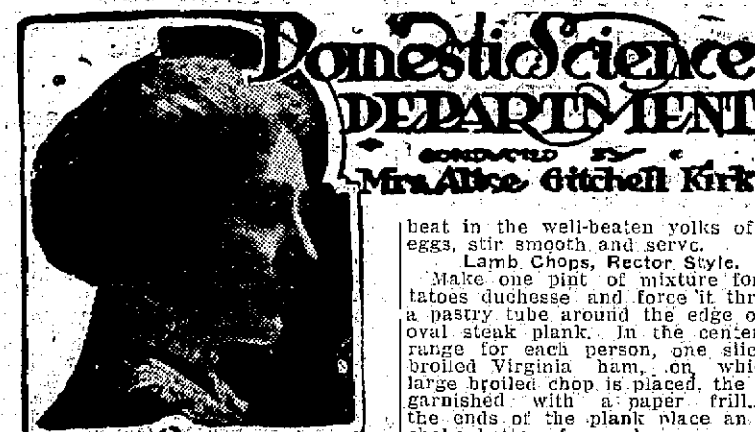 Domestic Science
DEPARTMENT
CONDUCTED BY
Mrs. Alice Gitchell Kirk
beat in the well-beaten yolks of
eggs, stir smooth and serve.
Lamb Chops, Rector Style.
Make one pint of mixture for
tatoes duchesse and force it thr
a pastry tube around the edge o
oval steak plank. In the center
range for each person, one slic
broiled Virginia ham, on whi
large broiled chop is placed, the
garnished with a paper frill.
the ends of the plank place an